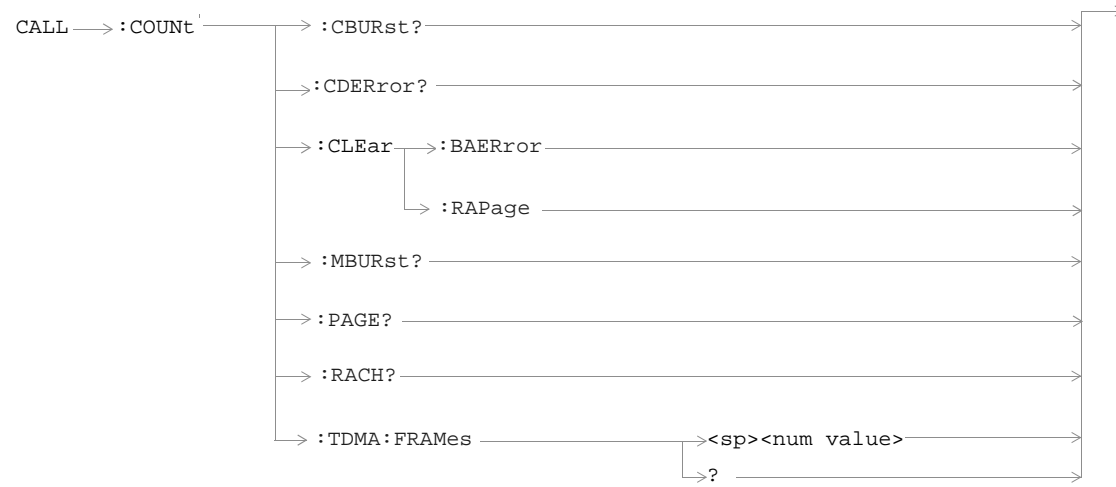 CALL :COUNt :CBURst?
:CDERror?
:CLEar :BAERror
:RAPage
:MBURst?
:PAGE?
:RACH?
:TDMA:FRAMes <sp><num value>
?